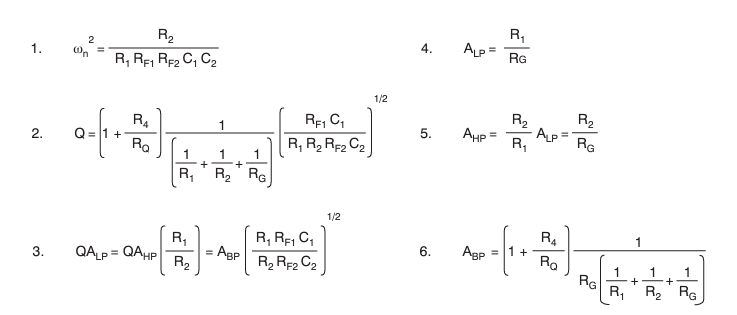 1. ωn² = R2 / (R1 RF1 RF2 C1 C2)
2. Q = [1 + R4/RQ] 1 / [1/R1 + 1/R2 + 1/RG] [RF1 C1 / (R1 R2 RF2 C2)]^1/2
3. QALP = QAHP [R1/R2] = ABP [R1 RF1 C1 / (R2 RF2 C2)]^1/2
4. ALP = R1/RG
5. AHP = R2/R1 ALP = R2/RG
6. ABP = [1 + R4/RQ] 1 / (RG [1/R1 + 1/R2 + 1/RG])